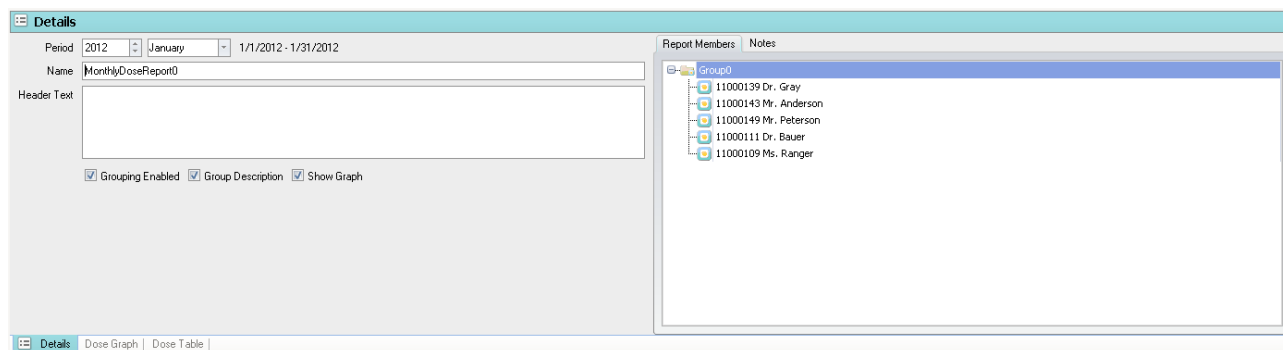 Details
Period 2012 January 1/1/2012 - 1/31/2012
Name MonthlyDoseReport0
Header Text
Grouping Enabled Group Description Show Graph
Report Members Notes
Group0
11000139 Dr. Gray
11000143 Mr. Anderson
11000149 Mr. Peterson
11000111 Dr. Bauer
11000109 Ms. Ranger
Details Dose Graph | Dose Table |